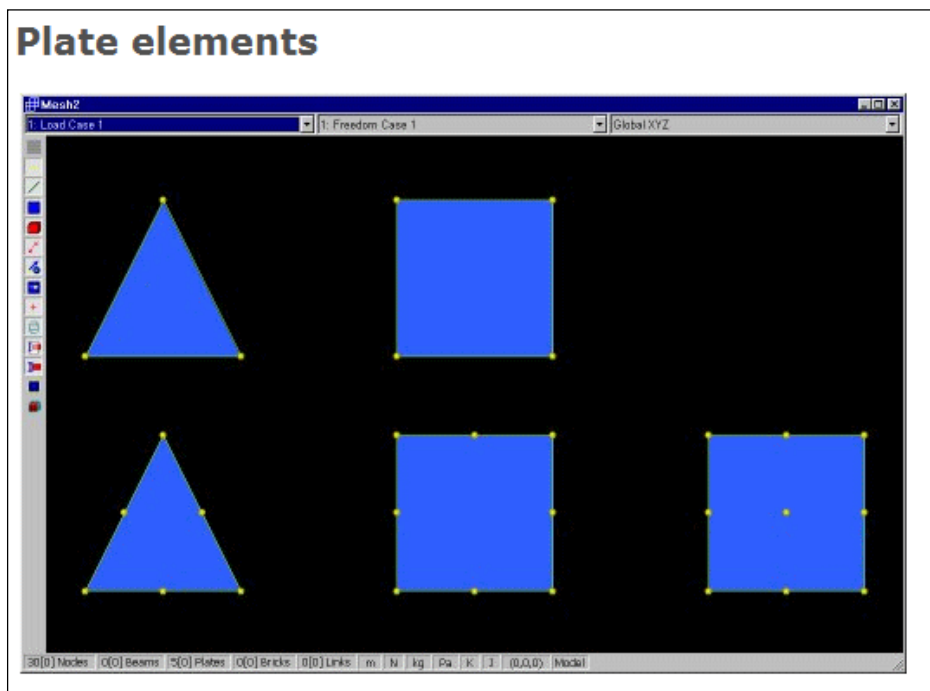 Plate elements
Mesh2
1: Load Case 1
1: Freedom Case 1
Global XYZ
30[0] Nodes 0[0] Beams 5[0] Plates 0[0] Bricks 0[0] Links m N kg Pa K J (0,0,0) Model